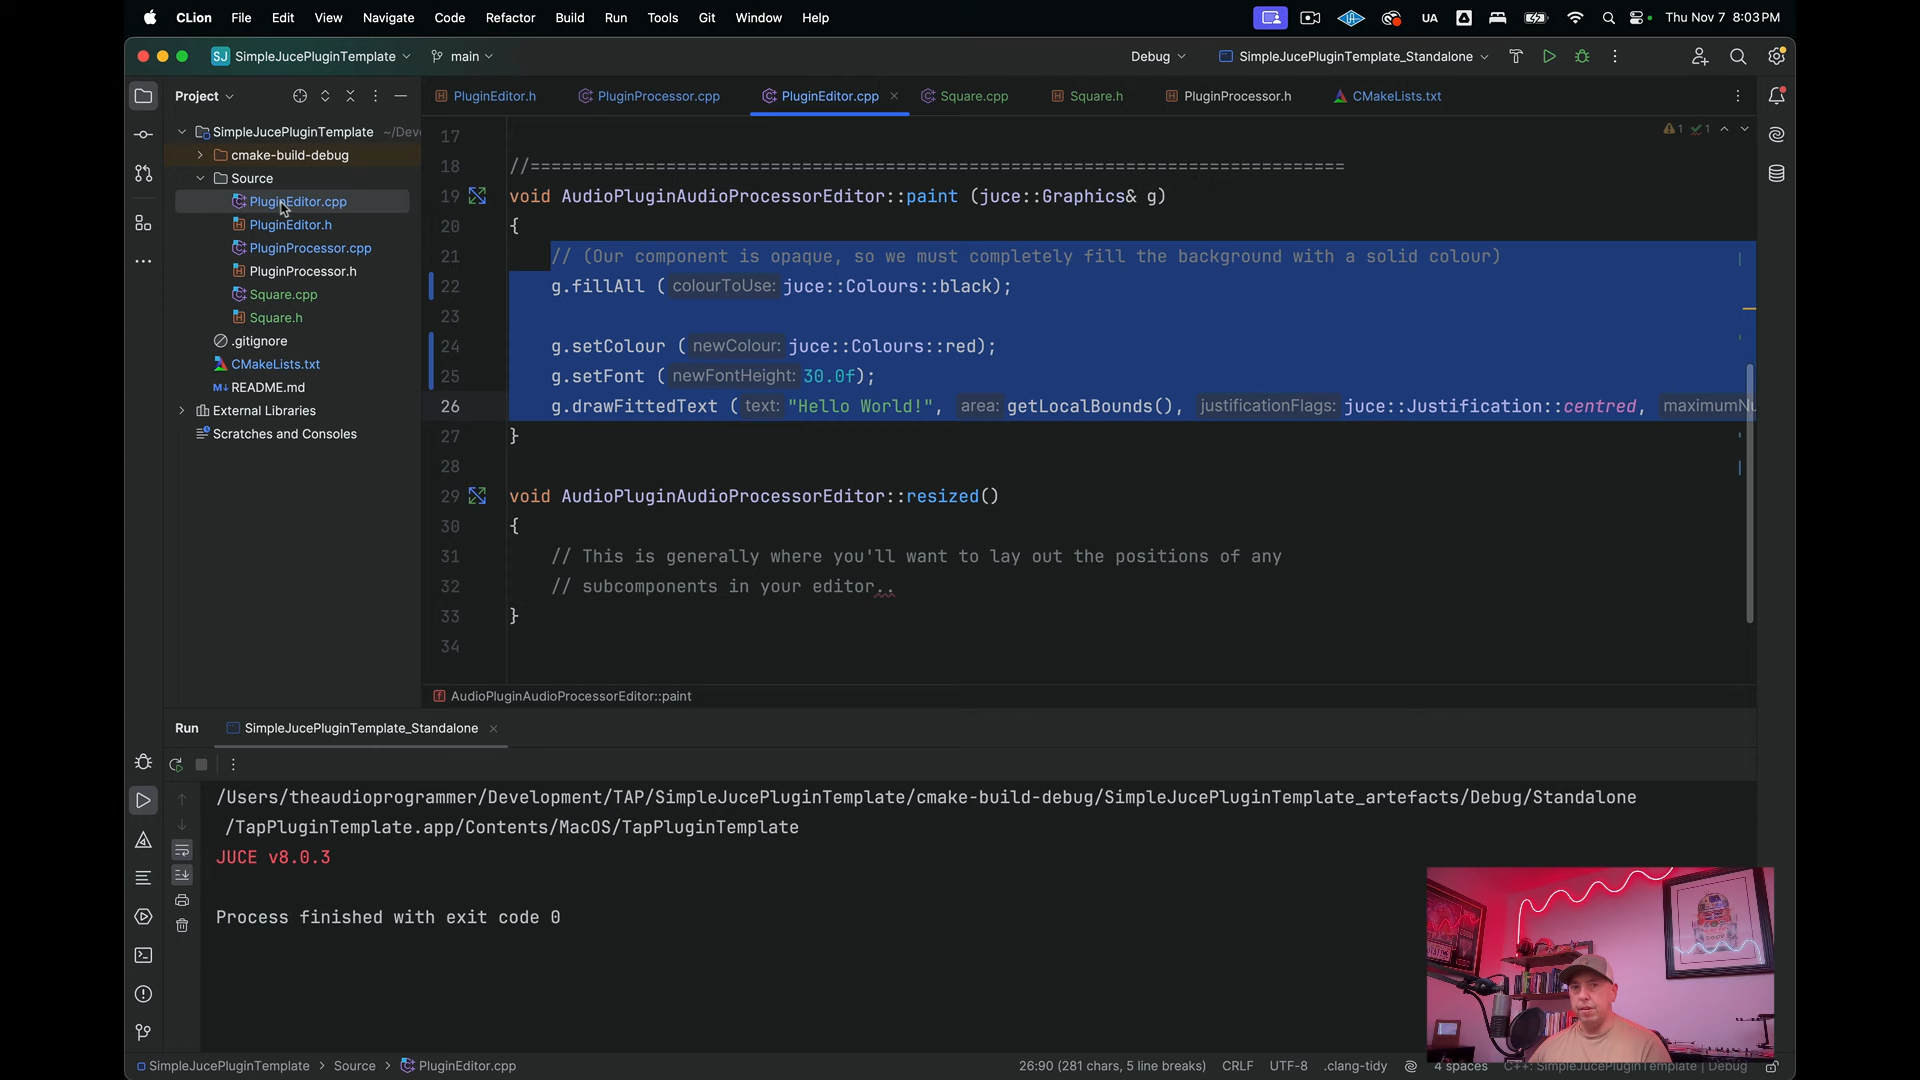 CLion File Edit View Navigate Code Refactor Build Run Tools Git Window Help UA Thu Nov 7 8:03 PM
SJ SimpleJucePluginTemplate main Debug SimpleJucePluginTemplate_Standalone
Project PluginEditor.h PluginProcessor.cpp PluginEditor.cpp Square.cpp Square.h PluginProcessor.h CMakeLists.txt
SimpleJucePluginTemplate ~/Deve
cmake-build-debug
Source
PluginEditor.cpp
PluginEditor.h
PluginProcessor.cpp
PluginProcessor.h
Square.cpp
Square.h
.gitignore
CMakeLists.txt
README.md
External Libraries
Scratches and Consoles
1 1
17
18 //==============================================================================
19 void AudioPluginAudioProcessorEditor::paint (juce::Graphics& g)
20 {
21 // (Our component is opaque, so we must completely fill the background with a solid colour)
22 g.fillAll (colourToUse: juce::Colours::black);
23
24 g.setColour (newColour: juce::Colours::red);
25 g.setFont (newFontHeight: 30.0f);
26 g.drawFittedText (text: "Hello World!", area: getLocalBounds(), justificationFlags: juce::Justification::centred, maximumNu
27 }
28
29 void AudioPluginAudioProcessorEditor::resized()
30 {
31 // This is generally where you'll want to lay out the positions of any
32 // subcomponents in your editor..
33 }
34
AudioPluginAudioProcessorEditor::paint
Run SimpleJucePluginTemplate_Standalone
/Users/theaudioprogrammer/Development/TAP/SimpleJucePluginTemplate/cmake-build-debug/SimpleJucePluginTemplate_artefacts/Debug/Standalone
/TapPluginTemplate.app/Contents/MacOS/TapPluginTemplate
JUCE v8.0.3
Process finished with exit code 0
SimpleJucePluginTemplate > Source > PluginEditor.cpp 26:90 (281 chars, 5 line breaks) CRLF UTF-8 .clang-tidy 4 spaces C++: SimpleJucePluginTemplate | Debug